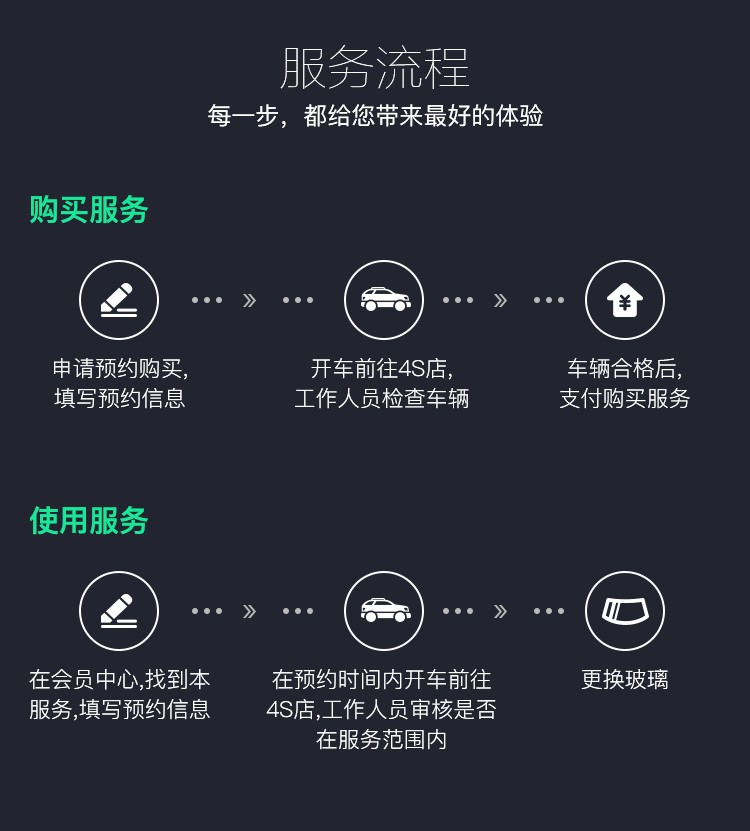 服务流程
每一步，都给您带来最好的体验
购买服务
申请预约购买,
填写预约信息
开车前往4S店,
工作人员检查车辆
车辆合格后,
支付购买服务
使用服务
在会员中心,找到本
服务,填写预约信息
在预约时间内开车前往
4S店,工作人员审核是否
在服务范围内
更换玻璃